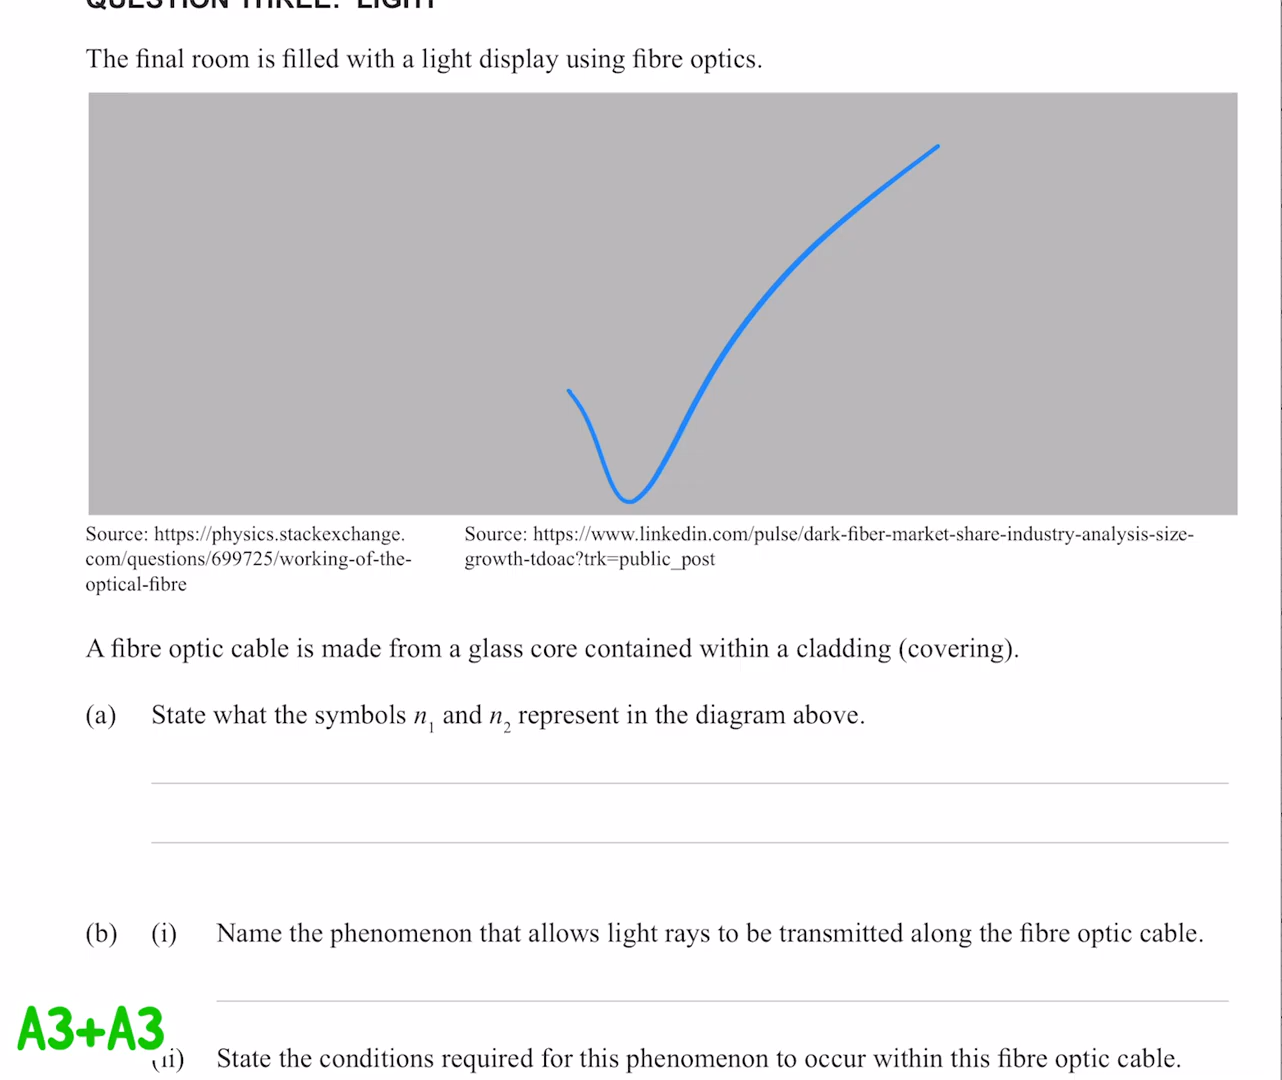 QUESTION THREE: LIGHT
The final room is filled with a light display using fibre optics.
Source: https://physics.stackexchange.
com/questions/699725/working-of-the-
optical-fibre
Source: https://www.linkedin.com/pulse/dark-fiber-market-share-industry-analysis-size-
growth-tdoac?trk=public_post
A fibre optic cable is made from a glass core contained within a cladding (covering).
(a) State what the symbols n₁ and n₂ represent in the diagram above.
(b) (i) Name the phenomenon that allows light rays to be transmitted along the fibre optic cable.
A3+A3
(ii) State the conditions required for this phenomenon to occur within this fibre optic cable.